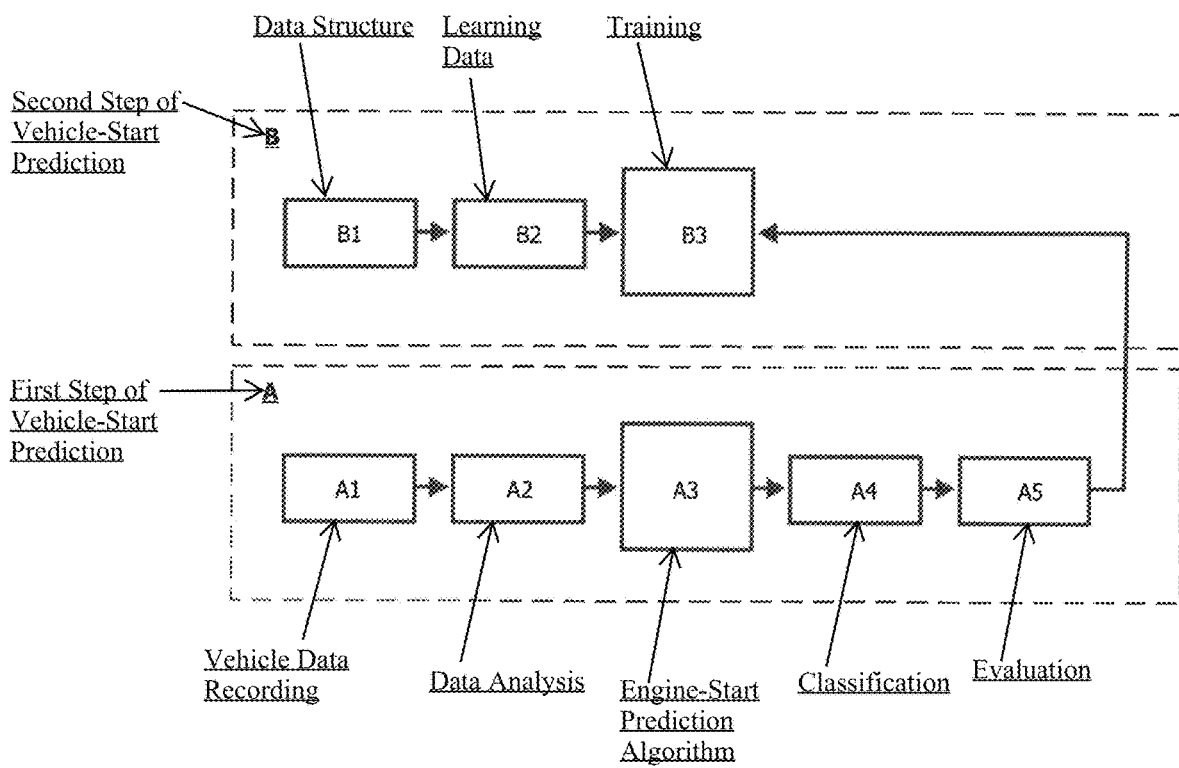 Data Structure
Learning
Data
Training
Second Step of
Vehicle-Start
Prediction
B
B1
B2
B3
First Step of
Vehicle-Start
Prediction
A
A1
A2
A3
A4
A5
Vehicle Data
Recording
Data Analysis
Engine-Start
Prediction
Algorithm
Classification
Evaluation